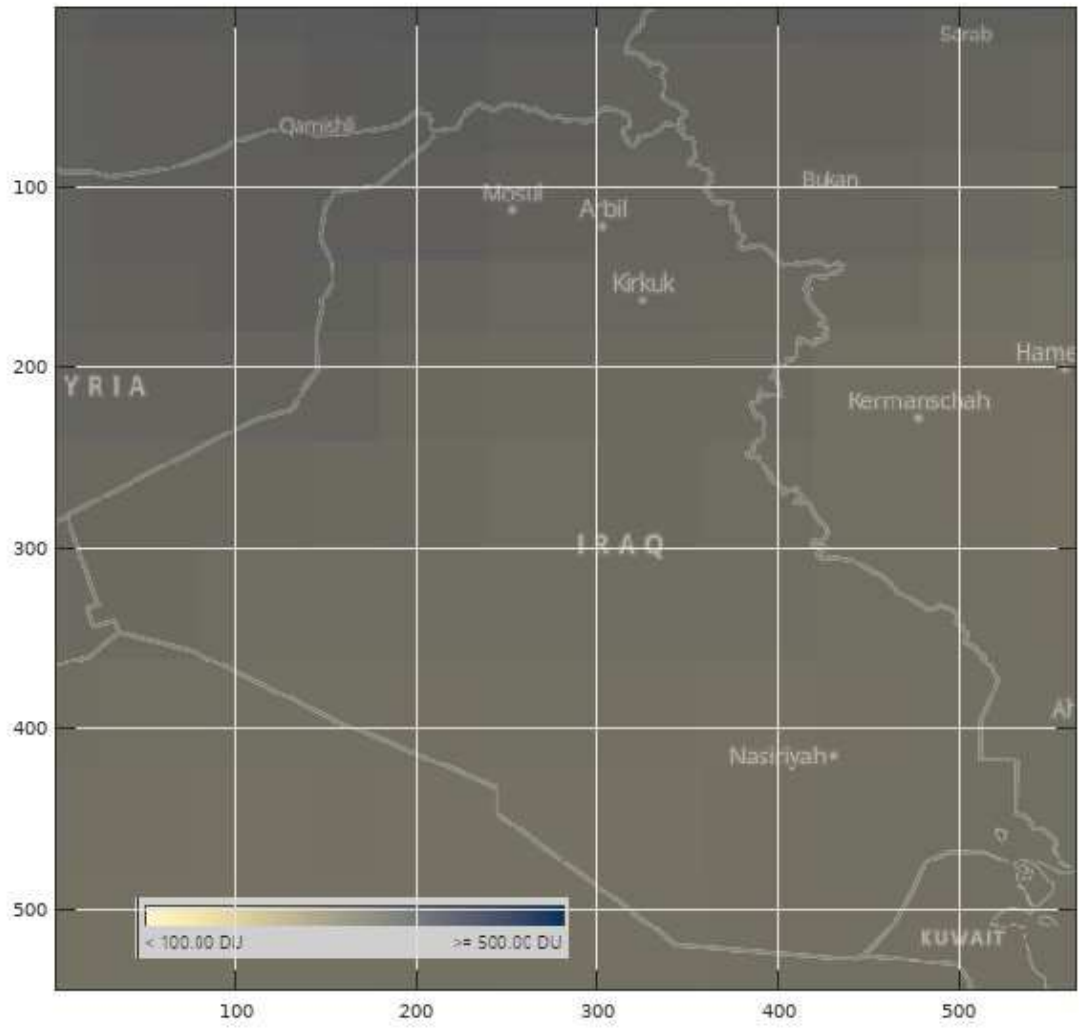 Sarab
Qamishli
100
Mosul
Arbil
Bukan
Kirkuk
200
YRIA
Hame
Kermanschah
300
IRAQ
400
Ah
Nasiriyah
500
< 100.00 DU
>= 500.00 DU
KUWAIT
100
200
300
400
500